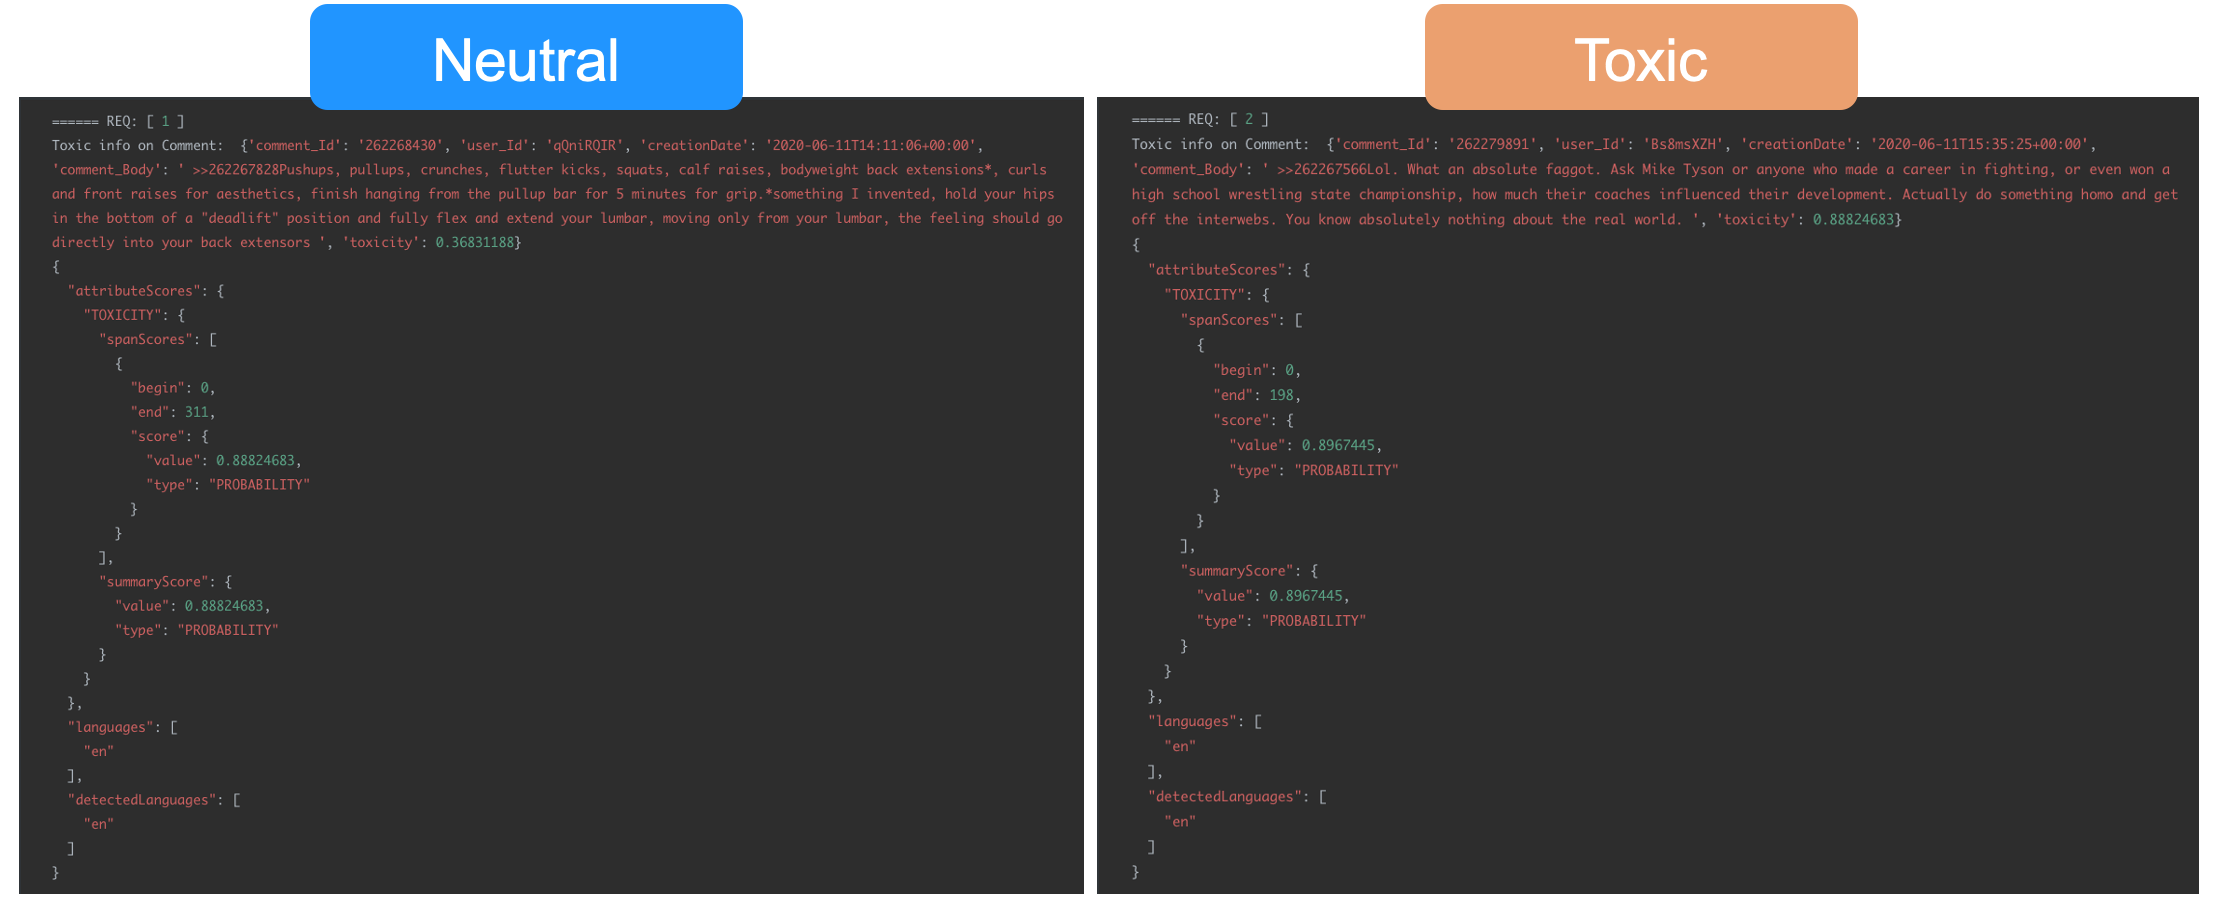 Neutral
====== REQ: [ 1 ]
Toxic info on Comment:  {'comment_Id': '262268430', 'user_Id': 'qQniRQIR', 'creationDate': '2020-06-11T14:11:06+00:00',
'comment_Body': ' >>262267828Pushups, pullups, crunches, flutter kicks, squats, calf raises, bodyweight back extensions*, curls
and front raises for aesthetics, finish hanging from the pullup bar for 5 minutes for grip.*something I invented, hold your hips
in the bottom of a "deadlift" position and fully flex and extend your lumbar, moving only from your lumbar, the feeling should go
directly into your back extensors ', 'toxicity': 0.36831188}
{
"attributeScores": {
"TOXICITY": {
"spanScores": [
{
"begin": 0,
"end": 311,
"score": {
"value": 0.88824683,
"type": "PROBABILITY"
}
}
],
"summaryScore": {
"value": 0.88824683,
"type": "PROBABILITY"
}
}
},
"languages": [
"en"
],
"detectedLanguages": [
"en"
]
}
Toxic
====== REQ: [ 2 ]
Toxic info on Comment:  {'comment_Id': '262279891', 'user_Id': 'Bs8msXZH', 'creationDate': '2020-06-11T15:35:25+00:00',
'comment_Body': ' >>262267566Lol. What an absolute faggot. Ask Mike Tyson or anyone who made a career in fighting, or even won a
high school wrestling state championship, how much their coaches influenced their development. Actually do something homo and get
off the interwebs. You know absolutely nothing about the real world. ', 'toxicity': 0.88824683}
{
"attributeScores": {
"TOXICITY": {
"spanScores": [
{
"begin": 0,
"end": 198,
"score": {
"value": 0.8967445,
"type": "PROBABILITY"
}
}
],
"summaryScore": {
"value": 0.8967445,
"type": "PROBABILITY"
}
}
},
"languages": [
"en"
],
"detectedLanguages": [
"en"
]
}